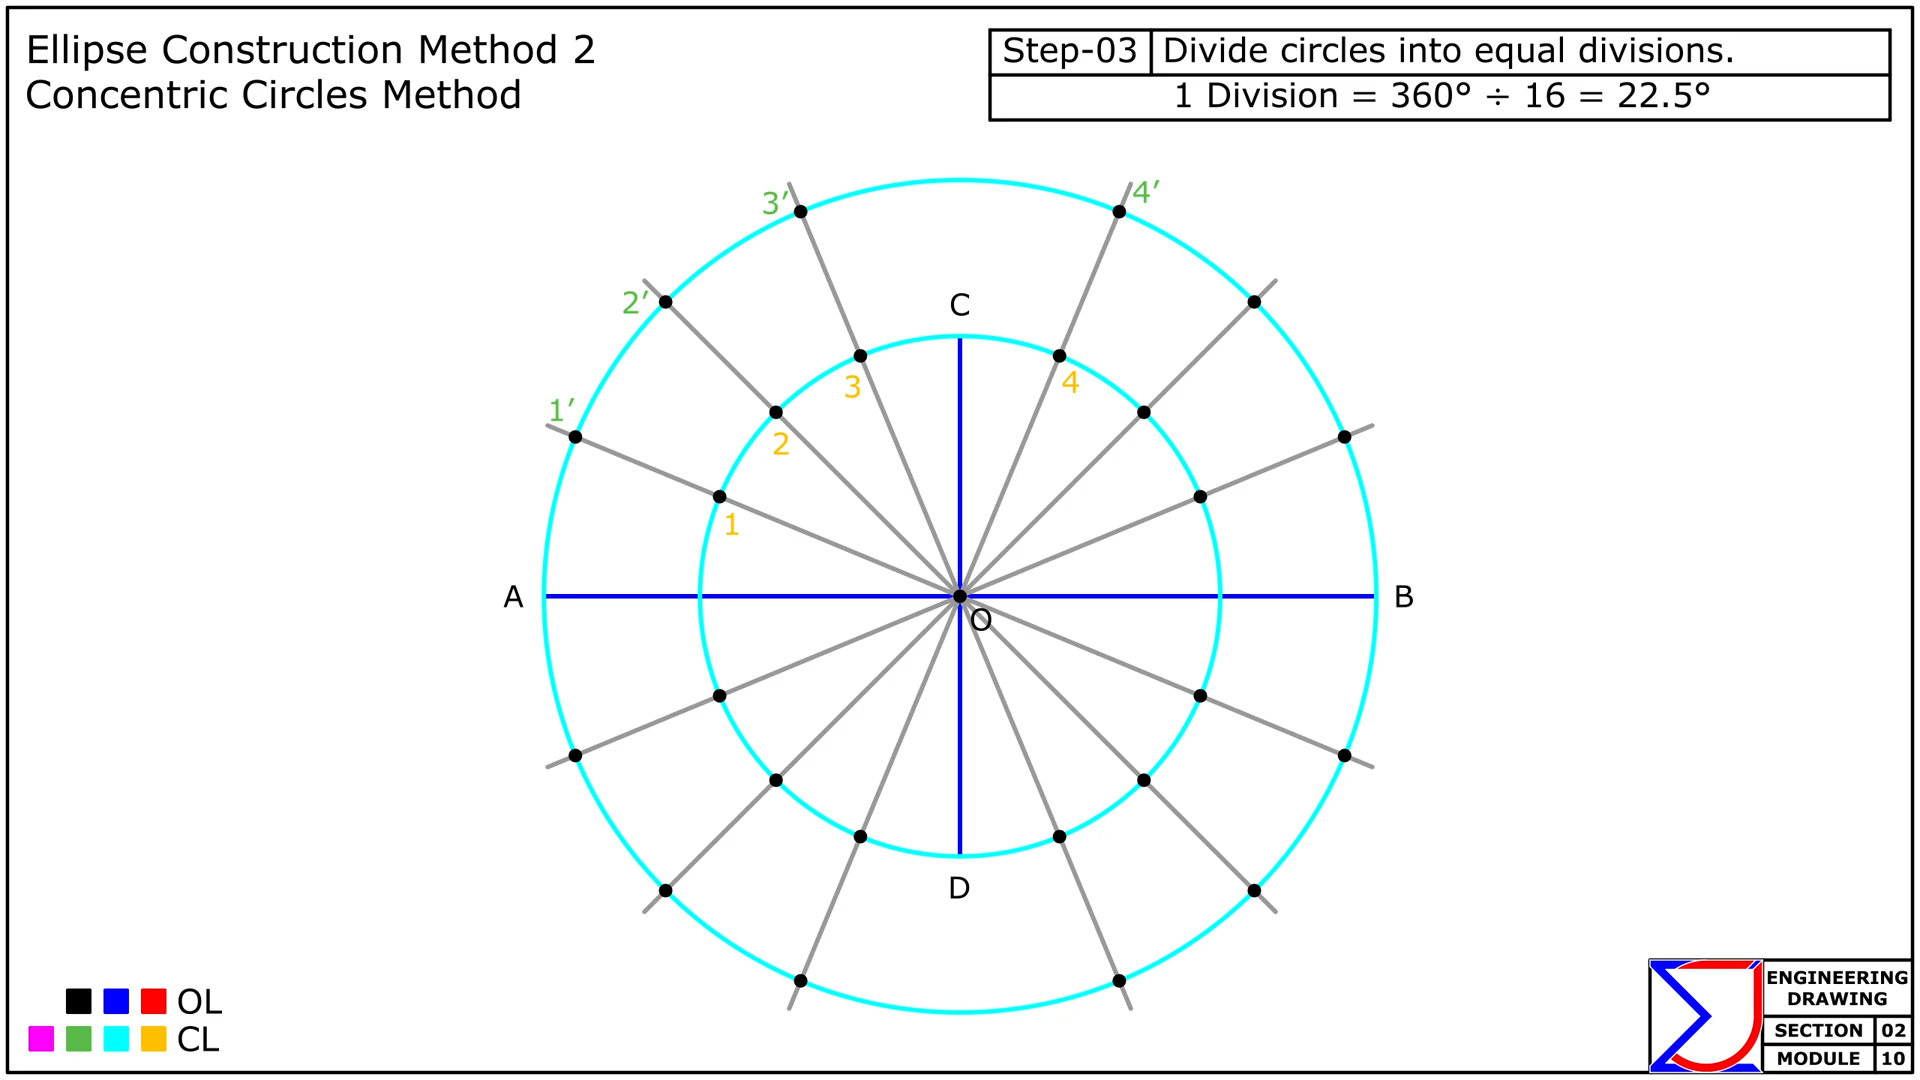 Ellipse Construction Method 2
Concentric Circles Method
Step-03 Divide circles into equal divisions.
1 Division = 360° ÷ 16 = 22.5°
3′ 4′
2′
C
3 4
1′
2
1
A B
O
D
OL
CL
ENGINEERING
DRAWING
SECTION 02
MODULE 10